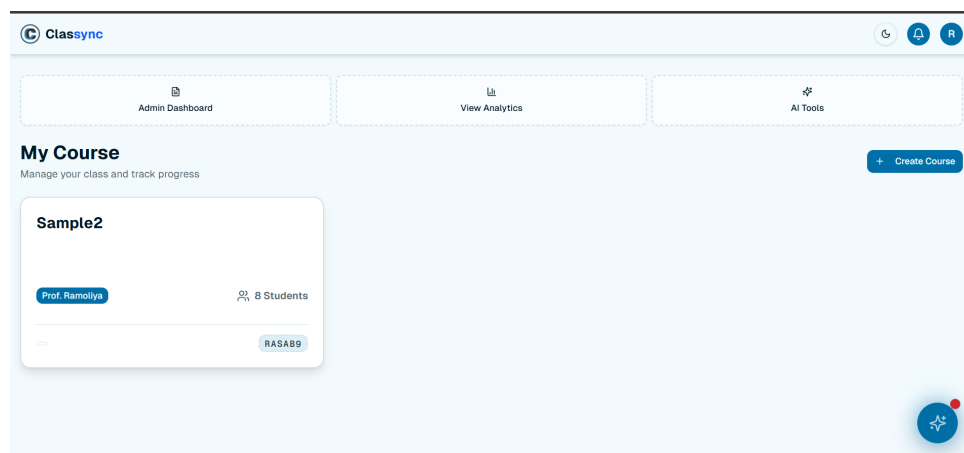 Classync
R
Admin Dashboard
View Analytics
AI Tools
My Course
Manage your class and track progress
+ Create Course
Sample2
Prof. Ramoliya
8 Students
RASAB9